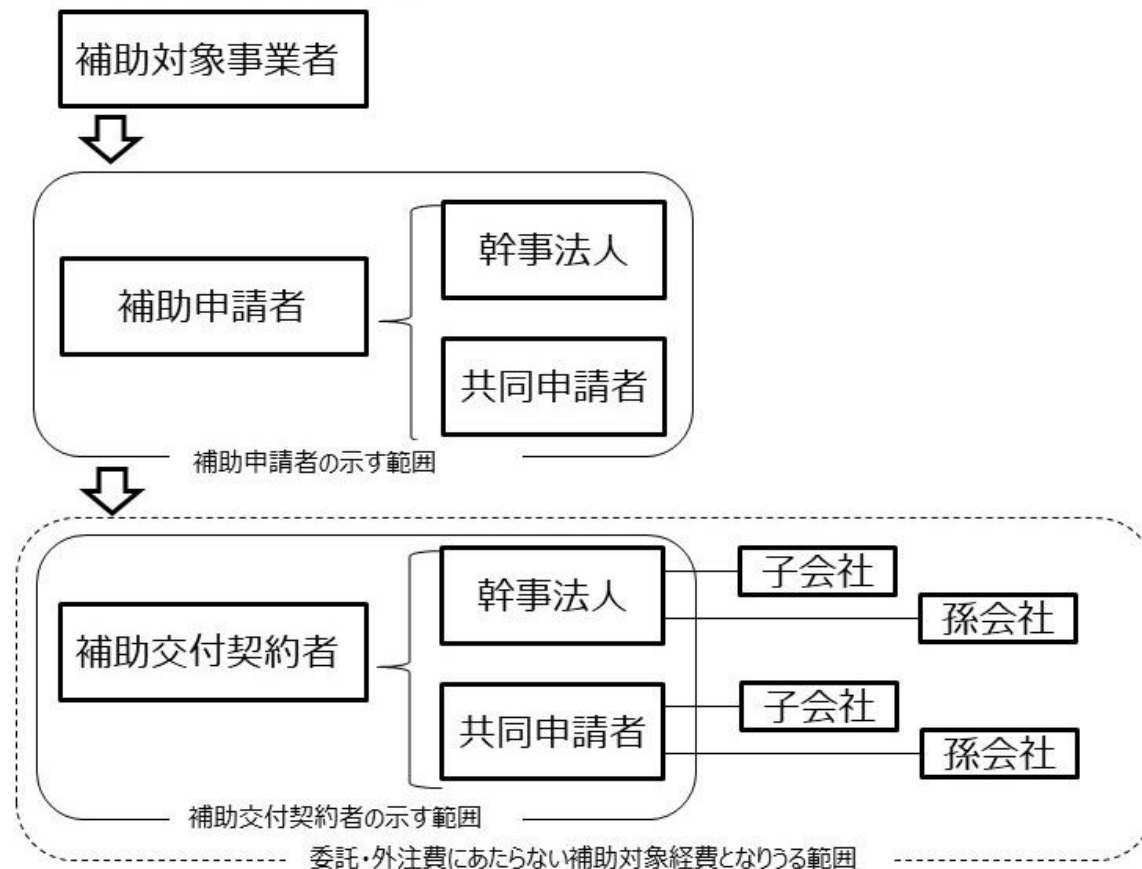 補助対象事業者
補助申請者
幹事法人
共同申請者
補助申請者の示す範囲
補助交付契約者
幹事法人
子会社
孫会社
共同申請者
子会社
孫会社
補助交付契約者の示す範囲
委託・外注費にあたらない補助対象経費となりうる範囲